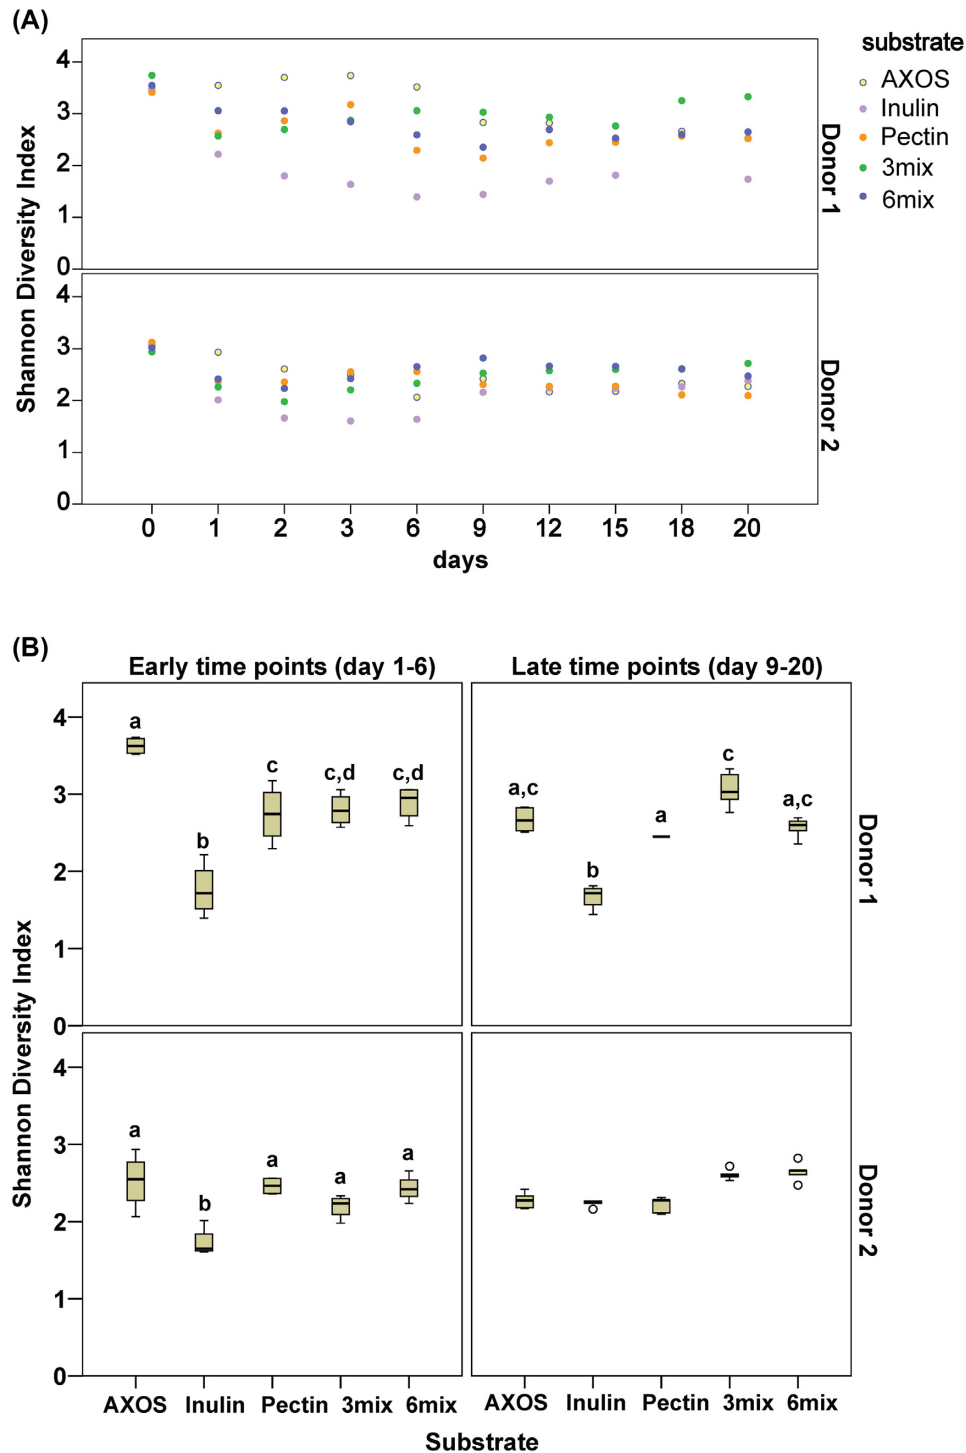 (A)
substrate
AXOS
Inulin
Pectin
3mix
6mix
Shannon Diversity Index
4
3
2
1
0
Donor 1
4
3
2
1
0
Donor 2
0 1 2 3 6 9 12 15 18 20
days
(B)
Early time points (day 1-6) Late time points (day 9-20)
Shannon Diversity Index
4
3
2
1
0
a b c c,d c,d
a,c b a c a,c
Donor 1
4
3
2
1
0
a b a a a
Donor 2
AXOS Inulin Pectin 3mix 6mix AXOS Inulin Pectin 3mix 6mix
Substrate